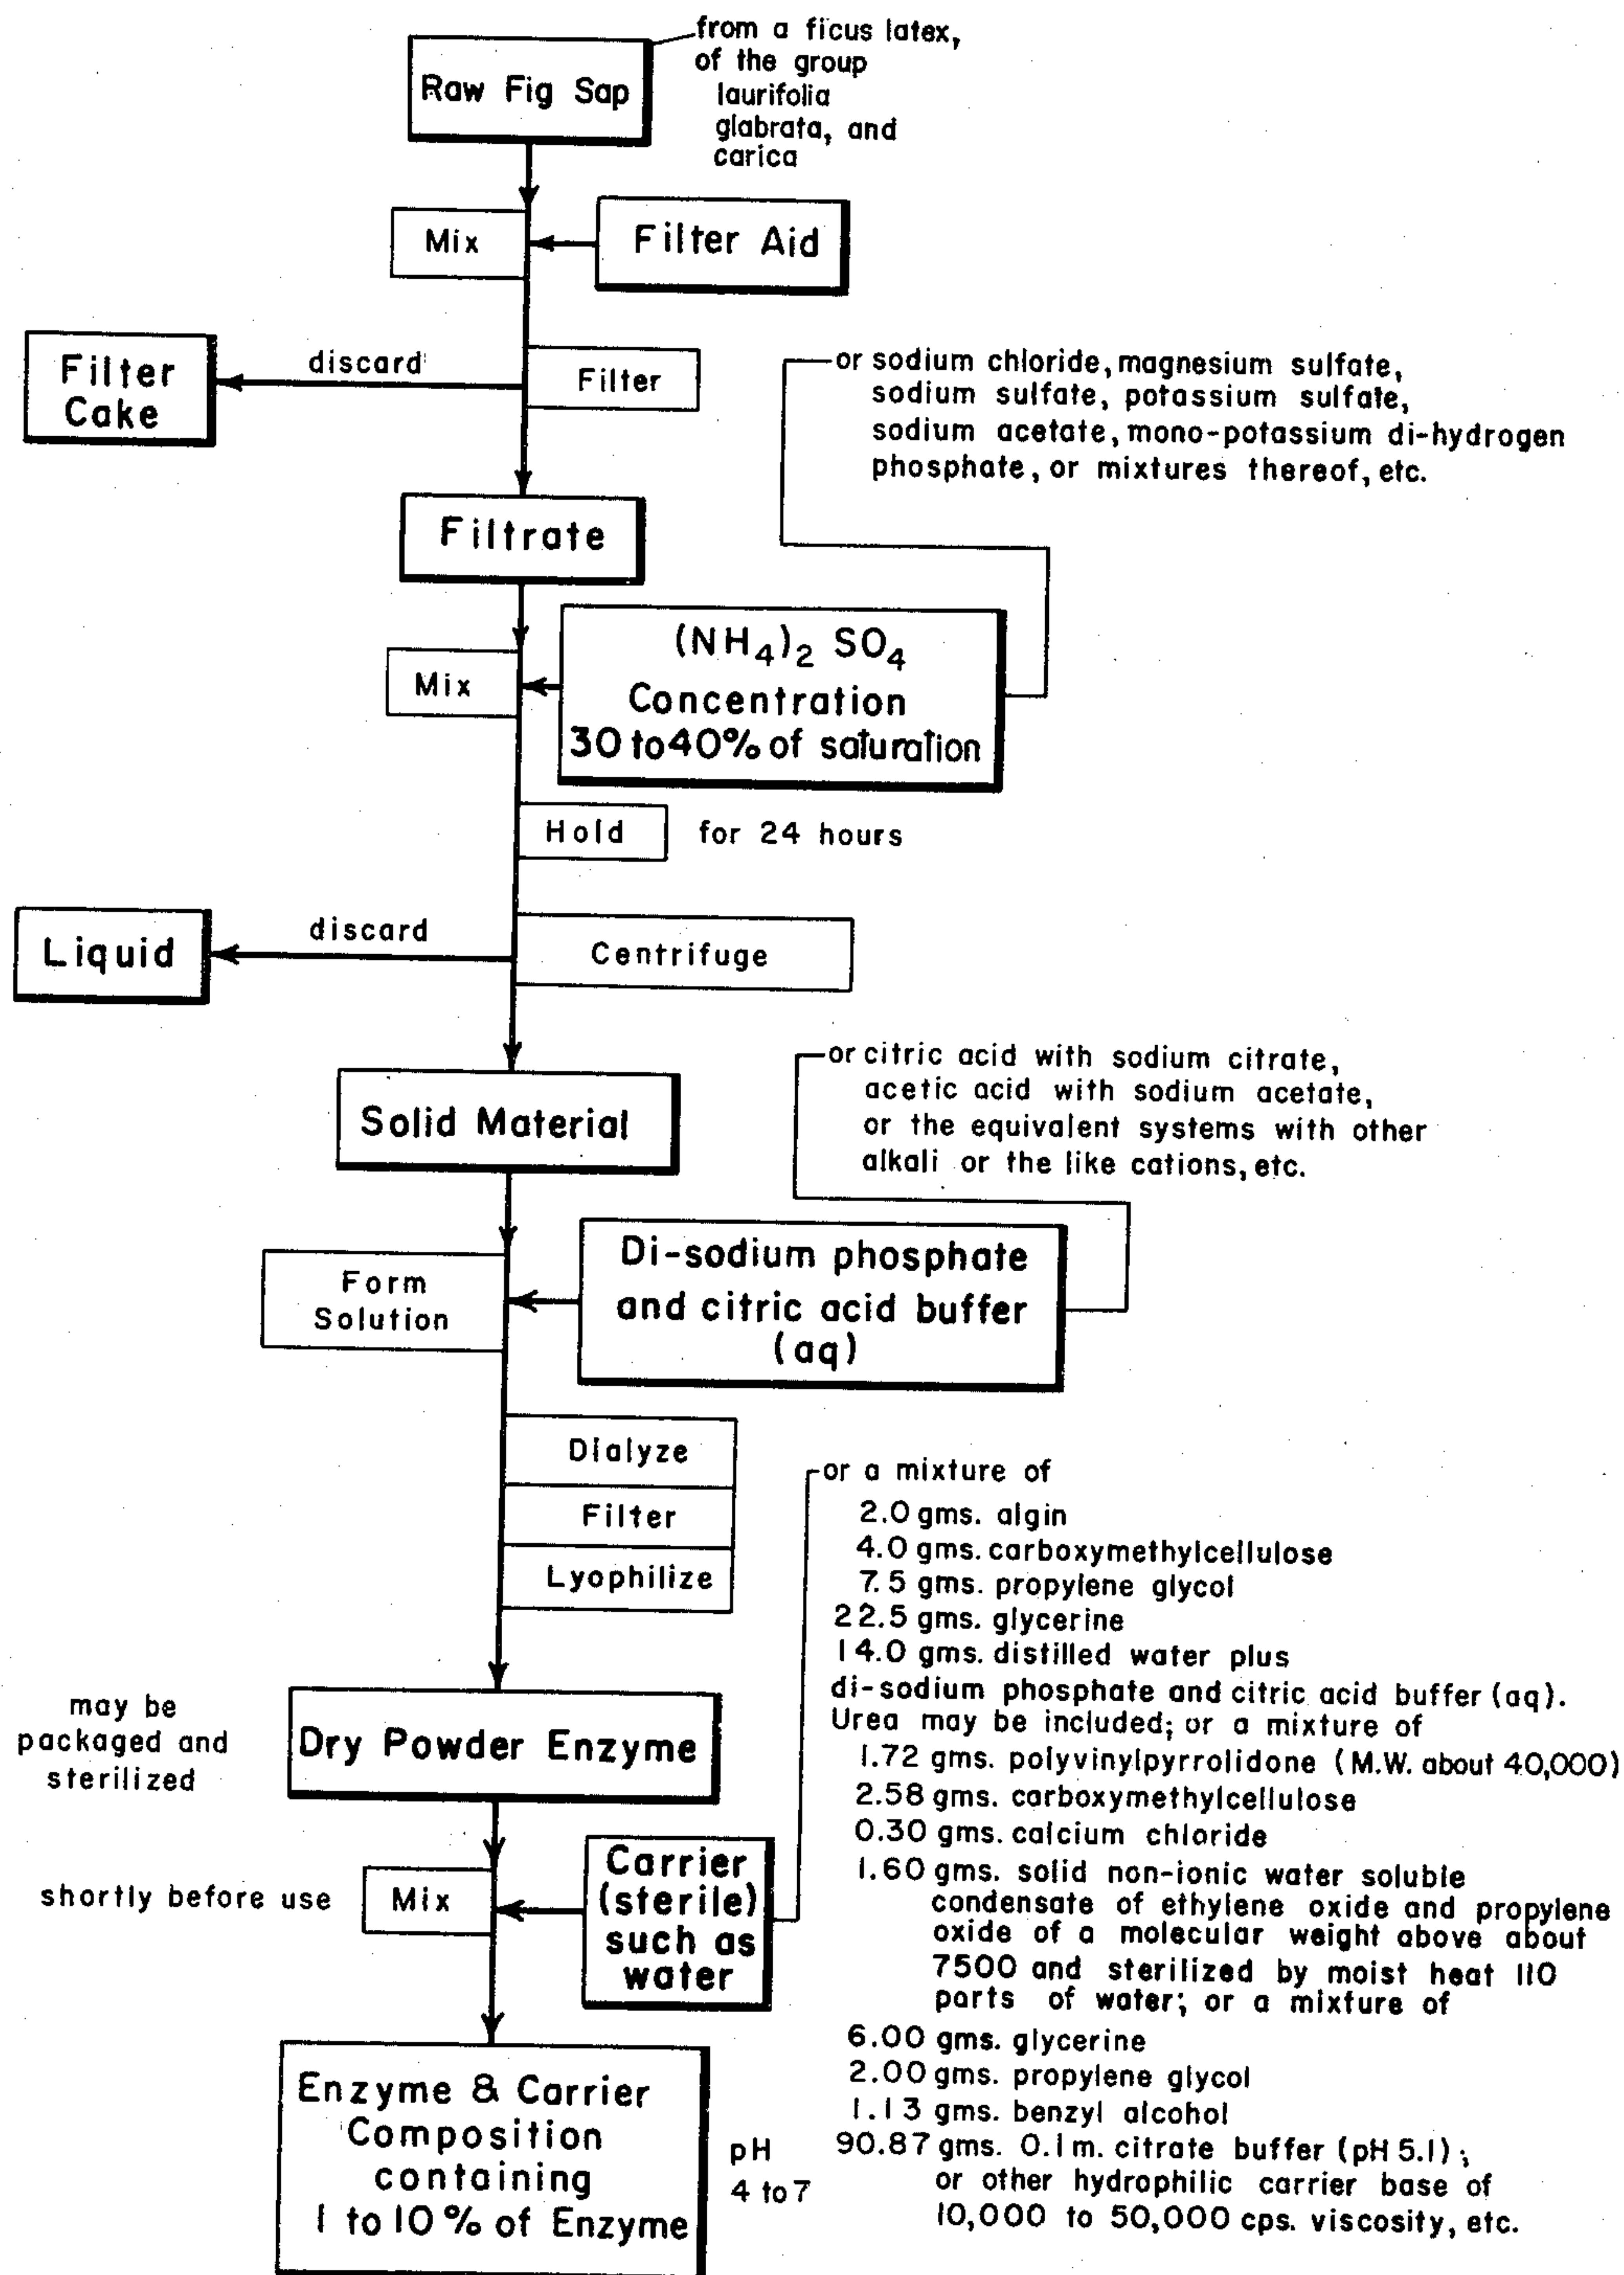 from a ficus latex,
of the group
laurifolia
glabrata, and
carica
Raw Fig Sap
Mix
Filter Aid
Filter
Cake
discard
Filter
or sodium chloride, magnesium sulfate,
sodium sulfate, potassium sulfate,
sodium acetate, mono-potassium di-hydrogen
phosphate, or mixtures thereof, etc.
Filtrate
Mix
(NH4)2 SO4
Concentration
30 to 40% of saturation
Hold
for 24 hours
Liquid
discard
Centrifuge
Solid Material
or citric acid with sodium citrate,
acetic acid with sodium acetate,
or the equivalent systems with other
alkali or the like cations, etc.
Form
Solution
Di-sodium phosphate
and citric acid buffer
(aq)
Dialyze
Filter
Lyophilize
may be
packaged and
sterilized
Dry Powder Enzyme
shortly before use
Mix
Carrier
(sterile)
such as
water
or a mixture of
2.0 gms. algin
4.0 gms. carboxymethylcellulose
7.5 gms. propylene glycol
22.5 gms. glycerine
14.0 gms. distilled water plus
di-sodium phosphate and citric acid buffer (aq).
Urea may be included; or a mixture of
1.72 gms. polyvinylpyrrolidone (M.W. about 40,000)
2.58 gms. carboxymethylcellulose
0.30 gms. calcium chloride
1.60 gms. solid non-ionic water soluble
condensate of ethylene oxide and propylene
oxide of a molecular weight above about
7500 and sterilized by moist heat 110
parts of water; or a mixture of
6.00 gms. glycerine
2.00 gms. propylene glycol
1.13 gms. benzyl alcohol
90.87 gms. 0.1 m. citrate buffer (pH 5.1);
or other hydrophilic carrier base of
10,000 to 50,000 cps. viscosity, etc.
Enzyme & Carrier
Composition
containing
1 to 10% of Enzyme
pH
4 to 7